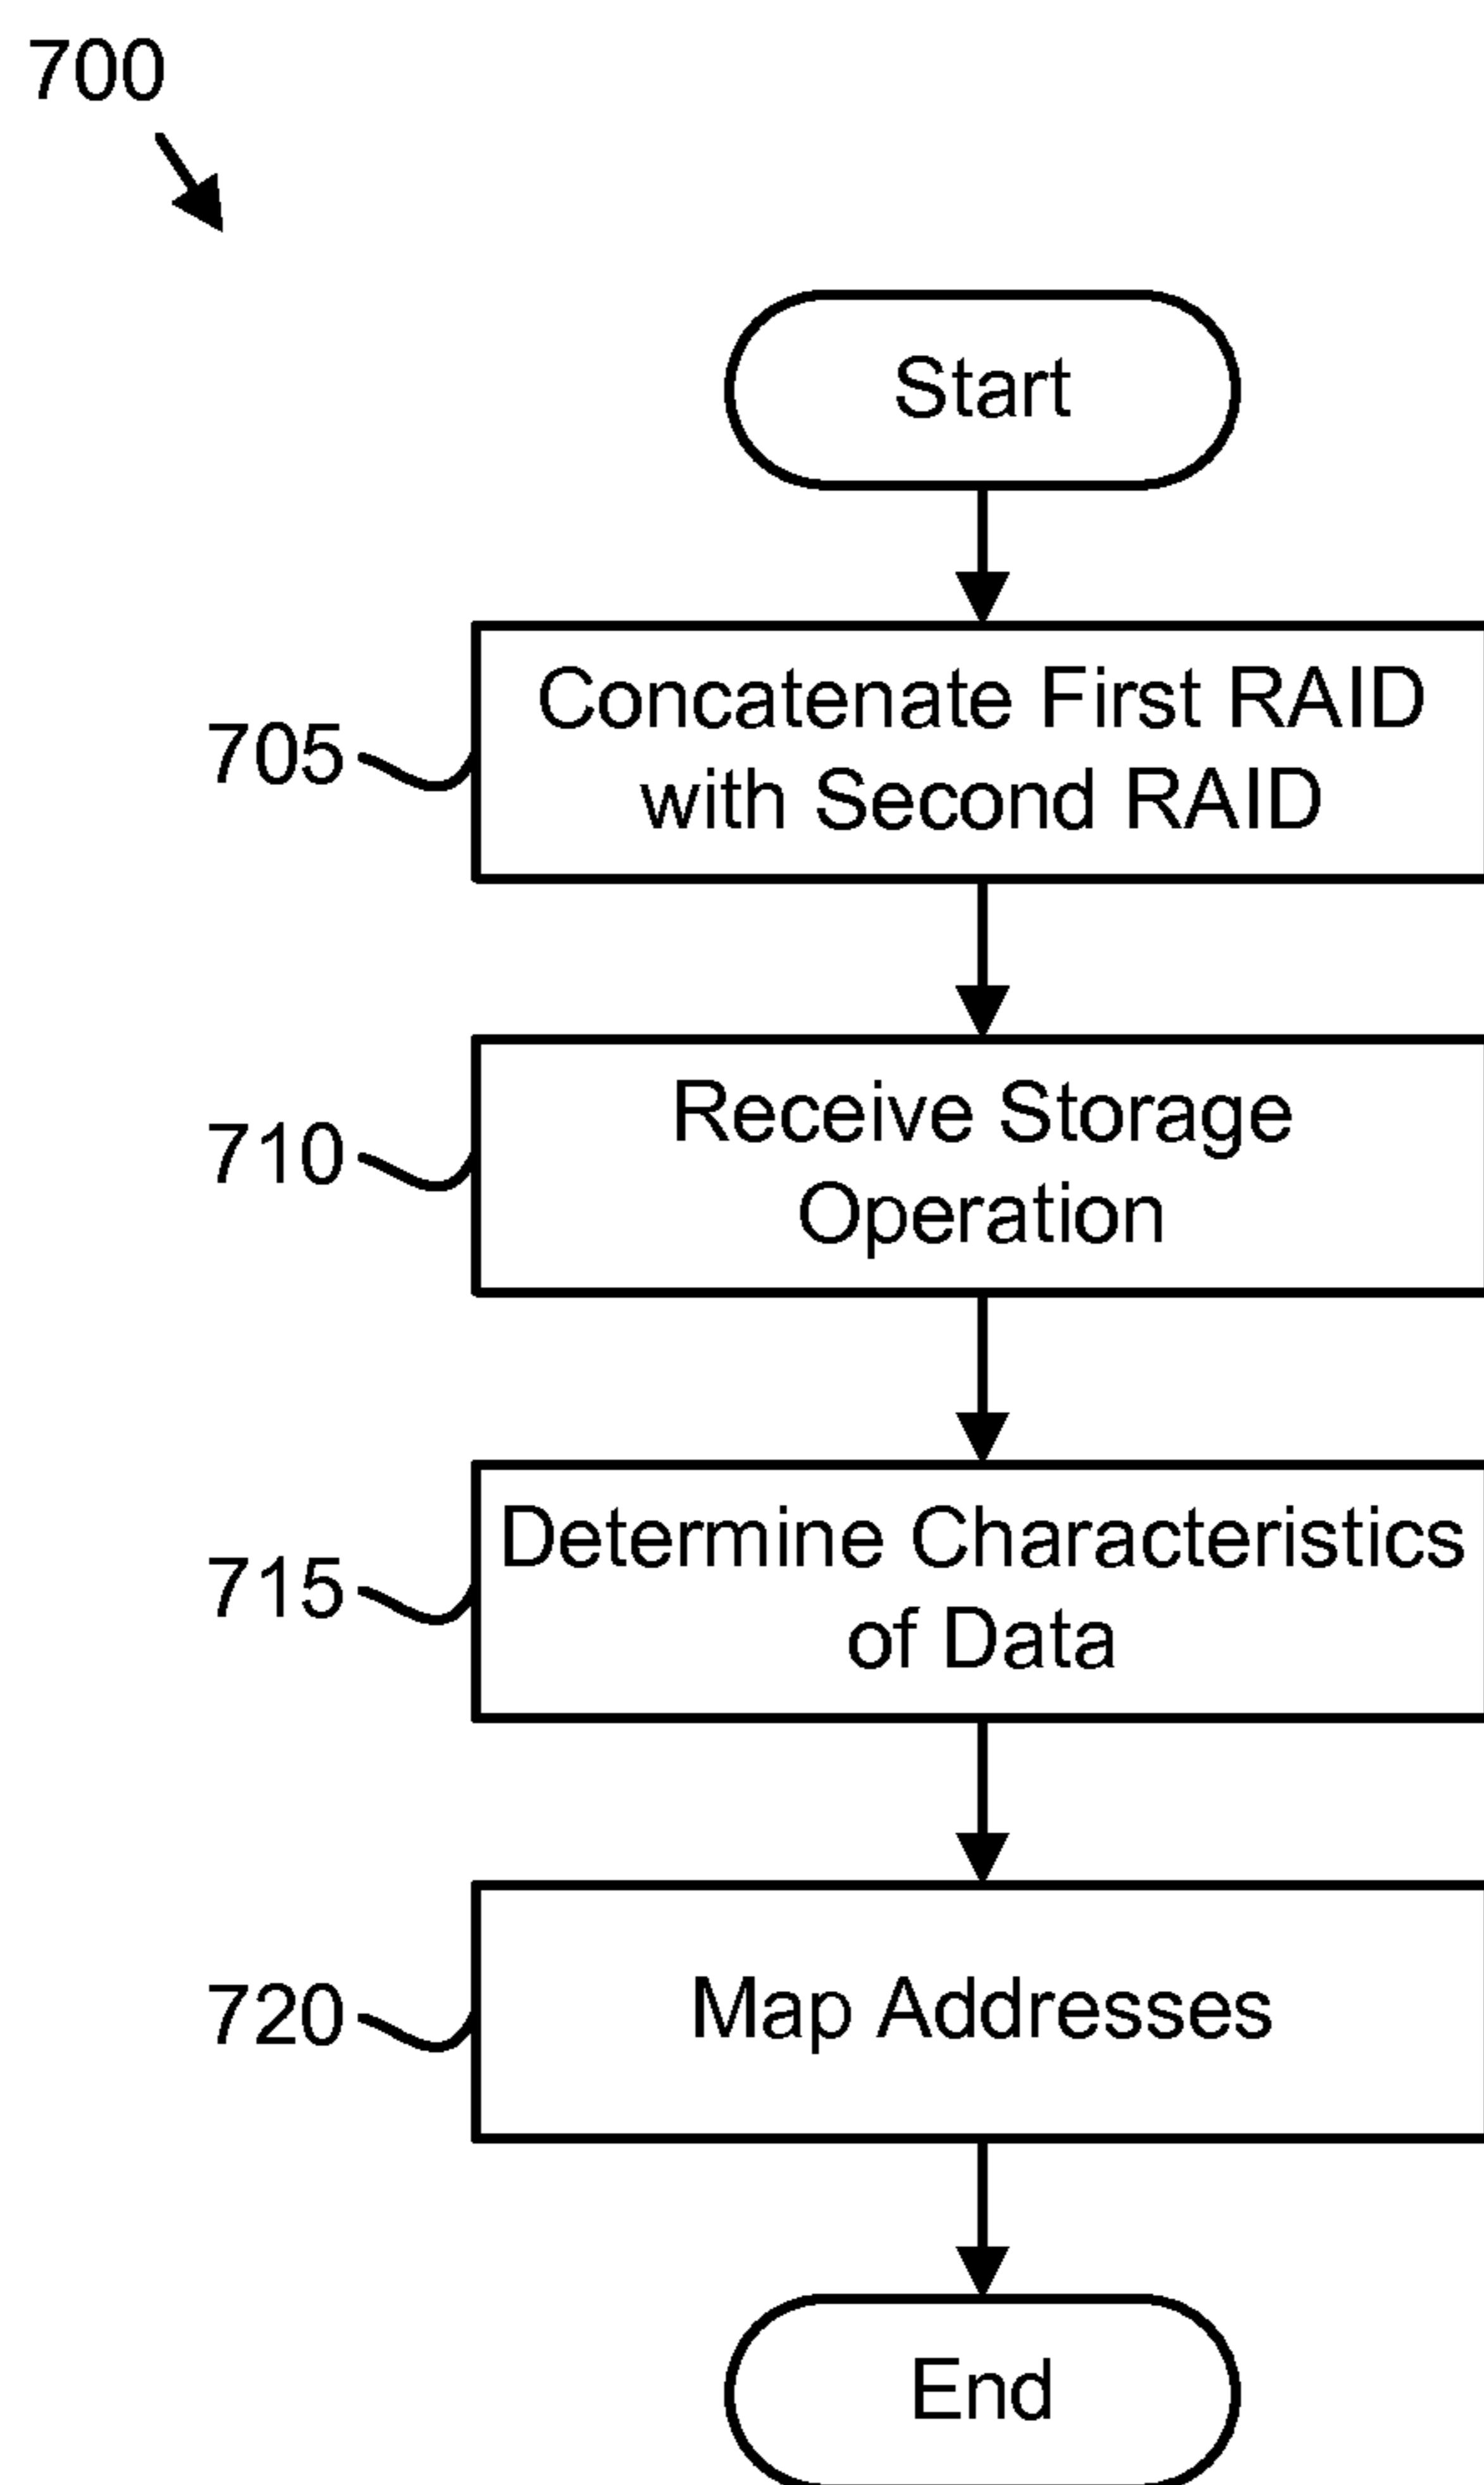 700
Start
705
Concatenate First RAID
with Second RAID
710
Receive Storage
Operation
715
Determine Characteristics
of Data
720
Map Addresses
End